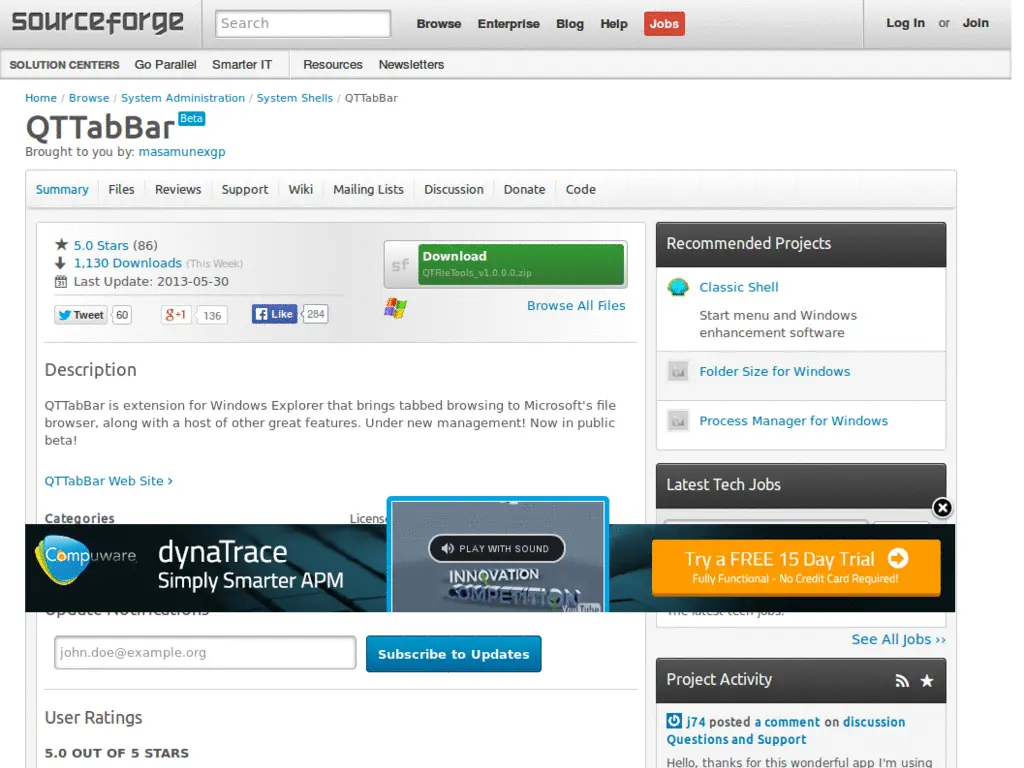 sourceforge
Search
Browse Enterprise Blog Help Jobs
Log In or Join
SOLUTION CENTERS Go Parallel Smarter IT Resources Newsletters
Home / Browse / System Administration / System Shells / QTTabBar
QTTabBar Beta
Brought to you by: masamunexgp
Summary Files Reviews Support Wiki Mailing Lists Discussion Donate Code
5.0 Stars (86)
1,130 Downloads (This Week)
Last Update: 2013-05-30
Tweet 60 g+1 136 Like 284
sf
Download
QTFileTools_v1.0.0.0.zip
Browse All Files
Description
QTTabBar is extension for Windows Explorer that brings tabbed browsing to Microsoft's file
browser, along with a host of other great features. Under new management! Now in public
beta!
QTTabBar Web Site ›
Categories License
Recommended Projects
Classic Shell
Start menu and Windows
enhancement software
Folder Size for Windows
Process Manager for Windows
Latest Tech Jobs
Compuware
dynaTrace
Simply Smarter APM
PLAY WITH SOUND
INNOVATION
COMPETITION
YouTube
Try a FREE 15 Day Trial
Fully Functional - No Credit Card Required!
Update Notifications
john.doe@example.org
Subscribe to Updates
The latest tech jobs.
See All Jobs ››
User Ratings
5.0 OUT OF 5 STARS
Project Activity
j74 posted a comment on discussion
Questions and Support
Hello, thanks for this wonderful app I'm using